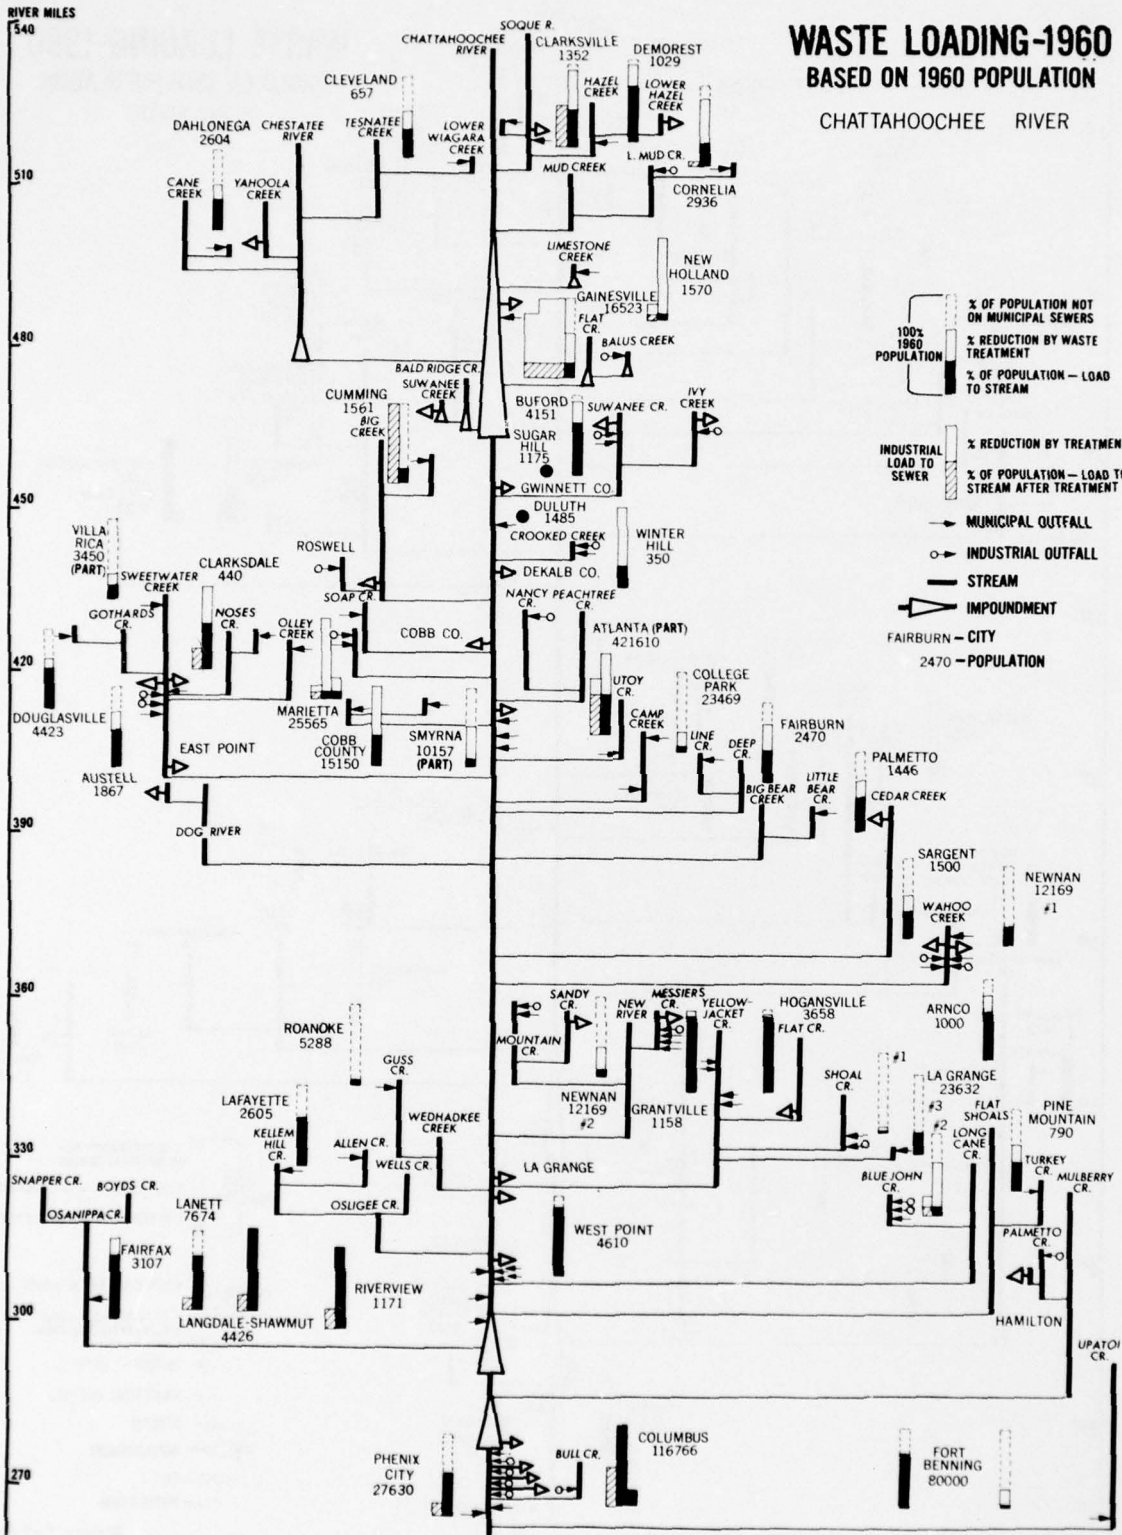 RIVER MILES
540
510
480
450
420
390
360
330
300
270
WASTE LOADING-1960
BASED ON 1960 POPULATION
CHATTAHOOCHEE RIVER
SOQUE R.
CHATTAHOOCHEE
RIVER
CLARKSVILLE
1352
DEMOREST
1029
HAZEL
CREEK
LOWER
HAZEL
CREEK
CLEVELAND
657
DAHLONEGA
2604
CHESTATEE
RIVER
TESNATEE
CREEK
LOWER
WIAGARA
CREEK
CANE
CREEK
YAHOOLA
CREEK
MUD CREEK
L. MUD CR.
CORNELIA
2936
LIMESTONE
CREEK
NEW
HOLLAND
1570
GAINESVILLE
16523
FLAT
CR.
BALUS CREEK
BALD RIDGE CR.
SUWANEE
CREEK
CUMMING
1561
BIG
CREEK
BUFORD
4151
SUWANEE CR.
IVY
CREEK
SUGAR
HILL
1175
GWINNETT CO.
DULUTH
1485
CROOKED CREEK
WINTER
HILL
350
DEKALB CO.
100%
1960
POPULATION
% OF POPULATION NOT
ON MUNICIPAL SEWERS
% REDUCTION BY WASTE
TREATMENT
% OF POPULATION — LOAD
TO STREAM
INDUSTRIAL
LOAD TO
SEWER
% REDUCTION BY TREATMEN
% OF POPULATION — LOAD T
STREAM AFTER TREATMENT
MUNICIPAL OUTFALL
INDUSTRIAL OUTFALL
STREAM
IMPOUNDMENT
FAIRBURN — CITY
2470 — POPULATION
VILLA
RICA
3450
(PART)
SWEETWATER
CREEK
CLARKSDALE
440
ROSWELL
GOTHARDS
CR.
NOSES
CR.
OLLEY
CREEK
SOAP CR.
COBB CO.
NANCY
CR.
PEACHTREE
CR.
ATLANTA (PART)
421610
UTOY
CR.
COLLEGE
PARK
23469
CAMP
CREEK
LINE
CR.
DEEP
CR.
FAIRBURN
2470
DOUGLASVILLE
4423
AUSTELL
1867
EAST POINT
MARIETTA
25565
COBB
COUNTY
15150
SMYRNA
10157
(PART)
BIG BEAR
CREEK
LITTLE
BEAR
CR.
PALMETTO
1446
CEDAR CREEK
DOG RIVER
SARGENT
1500
WAHOO
CREEK
NEWNAN
12169
#1
ARNCO
1000
ROANOKE
5288
GUSS
CR.
SANDY
CR.
MOUNTAIN
CR.
NEW
RIVER
MESSIERS
CR.
YELLOW-
JACKET
CR.
HOGANSVILLE
3658
FLAT CR.
NEWNAN
12169
#2
GRANTVILLE
1158
SHOAL
CR.
#1
LA GRANGE
23632
#3
#2
FLAT
SHOALS
LONG
CANE
CR.
PINE
MOUNTAIN
790
TURKEY
CR.
MULBERRY
CR.
LAFAYETTE
2605
KELLEM
HILL
CR.
ALLEN CR.
WEDHADKEE
CREEK
WELLS CR.
OSLIGEE CR.
LA GRANGE
BLUE JOHN
CR.
PALMETTO
CR.
SNAPPER CR.
BOYDS CR.
OSANIPPA CR.
LANETT
7674
FAIRFAX
3107
LANGDALE-SHAWMUT
4426
RIVERVIEW
1171
WEST POINT
4610
HAMILTON
UPATOI
CR.
PHENIX
CITY
27630
BULL CR.
COLUMBUS
116766
FORT
BENNING
80000